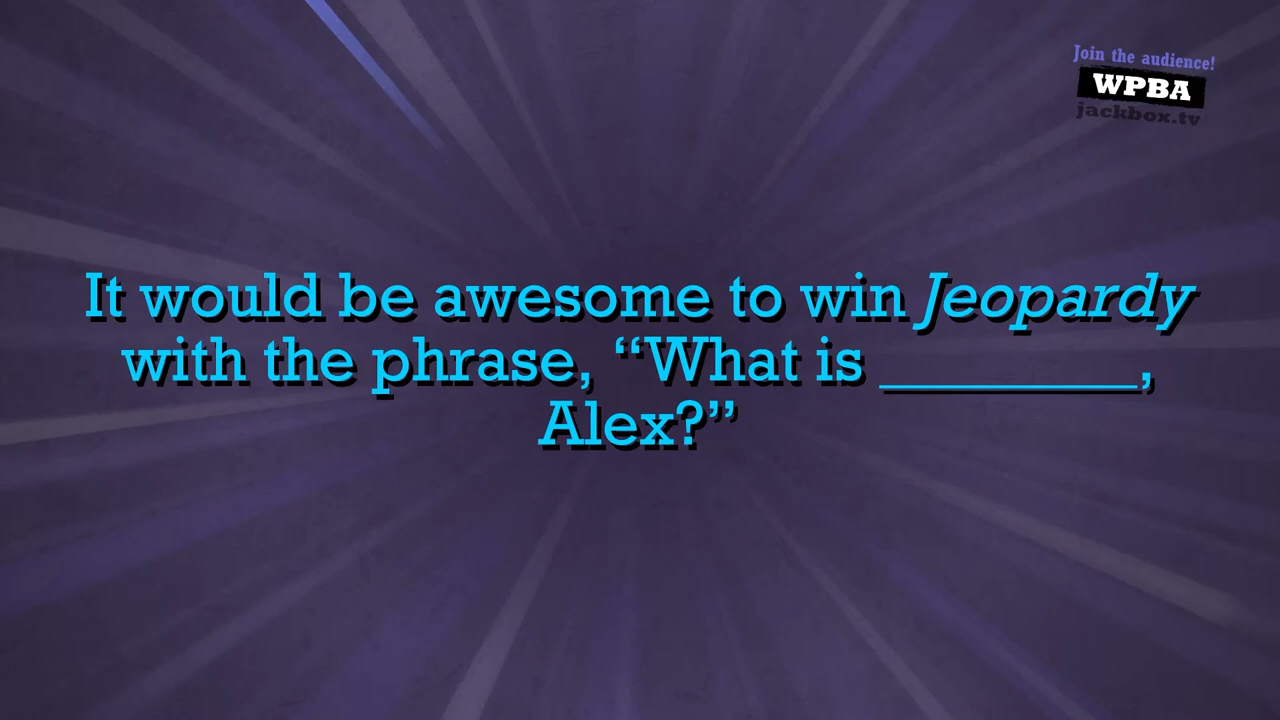 Join the audience!
WPBA
jackbox.tv
It would be awesome to win Jeopardy
with the phrase, “What is ________,
Alex?”